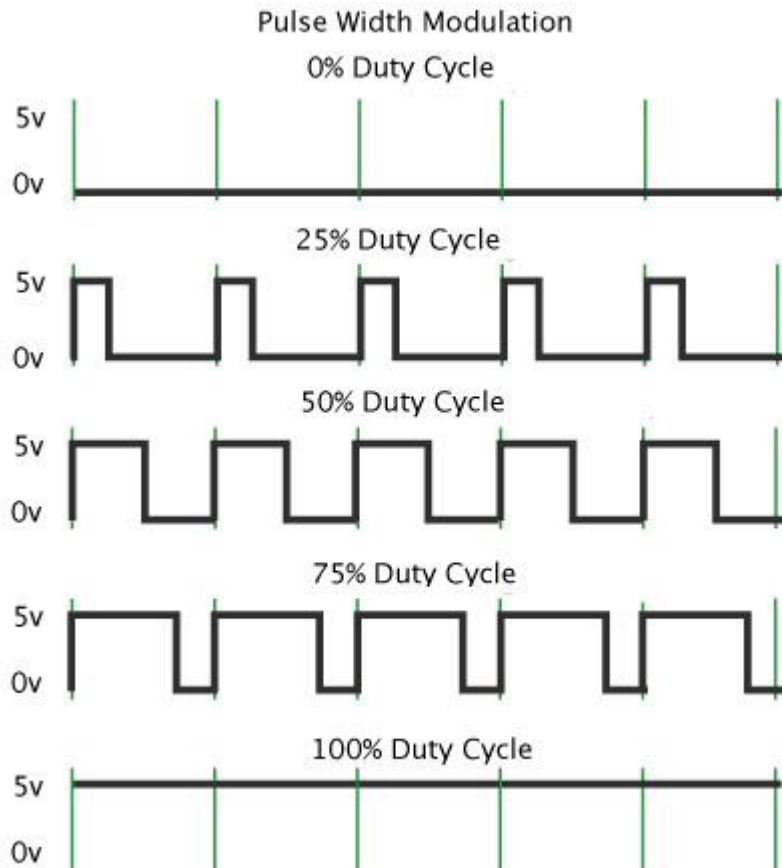 Pulse Width Modulation
0% Duty Cycle
5v
0v
25% Duty Cycle
5v
0v
50% Duty Cycle
5v
0v
75% Duty Cycle
5v
0v
100% Duty Cycle
5v
0v